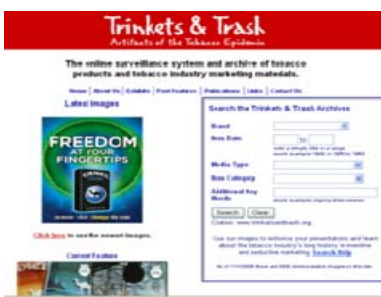 Trinkets & Trash
Artifacts of the Tobacco Epidemic
The online surveillance system and archive of tobacco
products and tobacco industry marketing materials.
Home | About Us | Exhibits | Past Features | Publications | Links | Contact Us
Latest Images
FREEDOM
AT YOUR
FINGERTIPS
CAMEL
Click here to see the newest images.
Current Feature
Search the Trinkets & Trash Archives
Brand
Item Date
to
Media Type
Item Category
Additional Key
Words
Search Clear
Citation: www.trinketsandtrash.org
Use our images to enhance your presentations and learn
about the tobacco industry's long history, inventive
and seductive marketing. Search Help